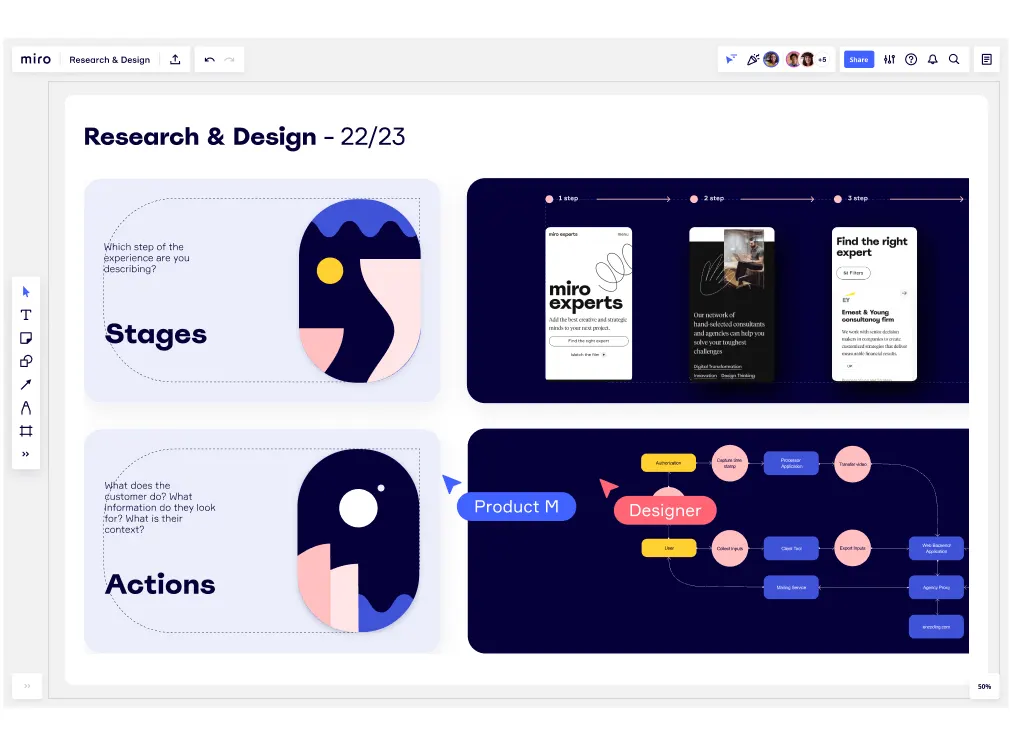 miro
Research & Design
+5
Share
Research & Design - 22/23
Which step of the
experience are you
describing?
Stages
1 step
2 step
3 step
miro experts
Menu
miro
experts
Add the best creative and strategic
minds to your next project.
Find the right expert
Watch the film
Our network of
hand-selected consultants
and agencies can help you
solve your toughest
challenges
Digital Transformation
Innovation Design Thinking
Find the right
expert
Filters
EY
Ernest & Young
consultancy firm
We work with senior decision
makers in companies to create
customized strategies that deliver
measurable financial results.
UK
What does the
customer do? What
Information do they look
for? What is their
context?
Actions
Product M
Designer
Authorization
Capture time
stamp
Processor
Application
Transfer video
User
Collect Inputs
Client Tool
Export Inputs
Web Basewod
Application
Mixing Service
Agency Proxy
encoding.com
50%